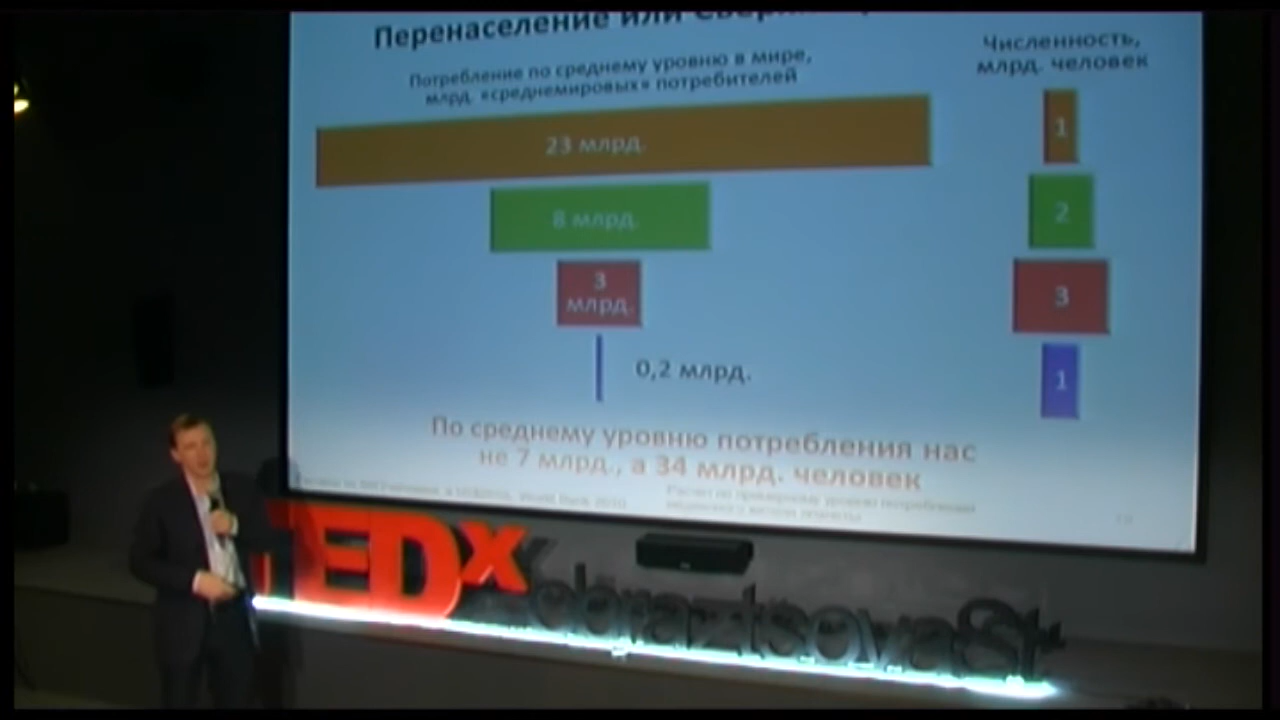 Перенаселение или
Потребление по среднему уровню в мире,
млрд. «среднемировых» потребителей
Численность,
млрд. человек
23 млрд.
1
8 млрд.
2
3
млрд.
3
0,2 млрд.
1
По среднему уровню потребления нас
не 7 млрд., а 34 млрд. человек
TEDx ObraztsovaSt